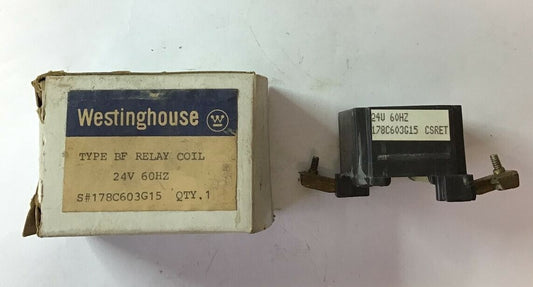 Westinghouse W
TYPE BF RELAY COIL
24V 60HZ
S#178C603G15 QTY.1
24V 60HZ
178C603G15 CSRET